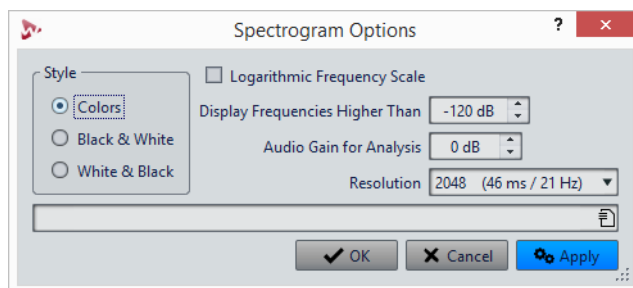 Spectrogram Options
?
Style
Colors
Black & White
White & Black
Logarithmic Frequency Scale
Display Frequencies Higher Than -120 dB
Audio Gain for Analysis 0 dB
Resolution 2048 (46 ms / 21 Hz)
OK
Cancel
Apply